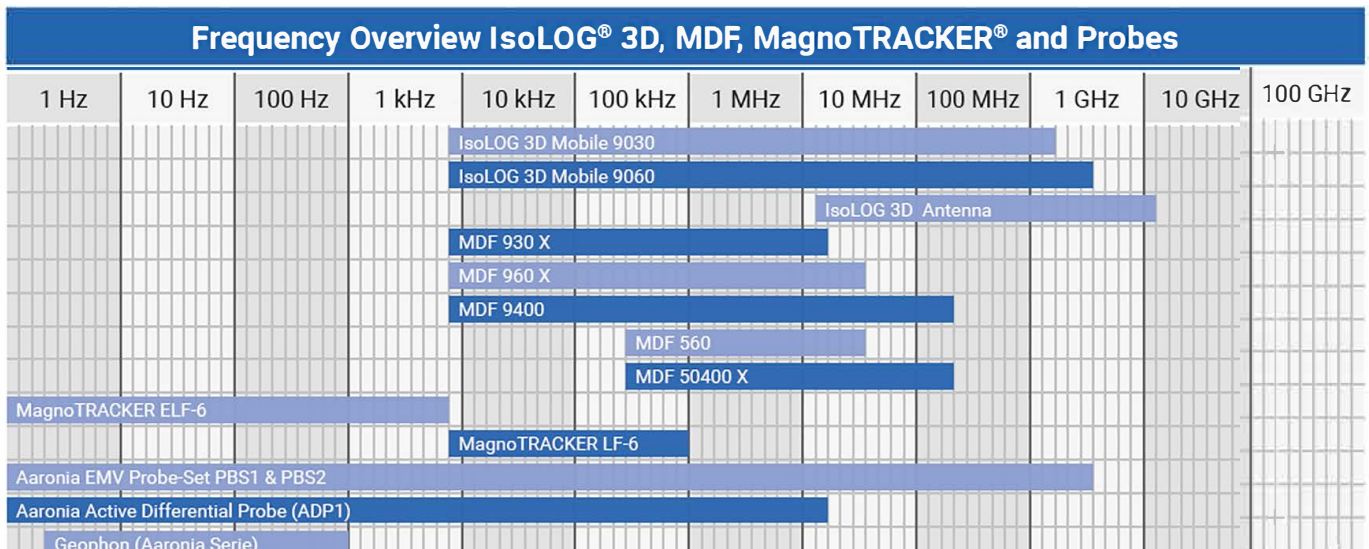 Frequency Overview IsoLOG® 3D, MDF, MagnoTRACKER® and Probes
1 Hz 10 Hz 100 Hz 1 kHz 10 kHz 100 kHz 1 MHz 10 MHz 100 MHz 1 GHz 10 GHz 100 GHz
IsoLOG 3D Mobile 9030
IsoLOG 3D Mobile 9060
IsoLOG 3D Antenna
MDF 930 X
MDF 960 X
MDF 9400
MDF 560
MDF 50400 X
MagnoTRACKER ELF-6
MagnoTRACKER LF-6
Aaronia EMV Probe-Set PBS1 & PBS2
Aaronia Active Differential Probe (ADP1)
Geophon (Aaronia Serie)